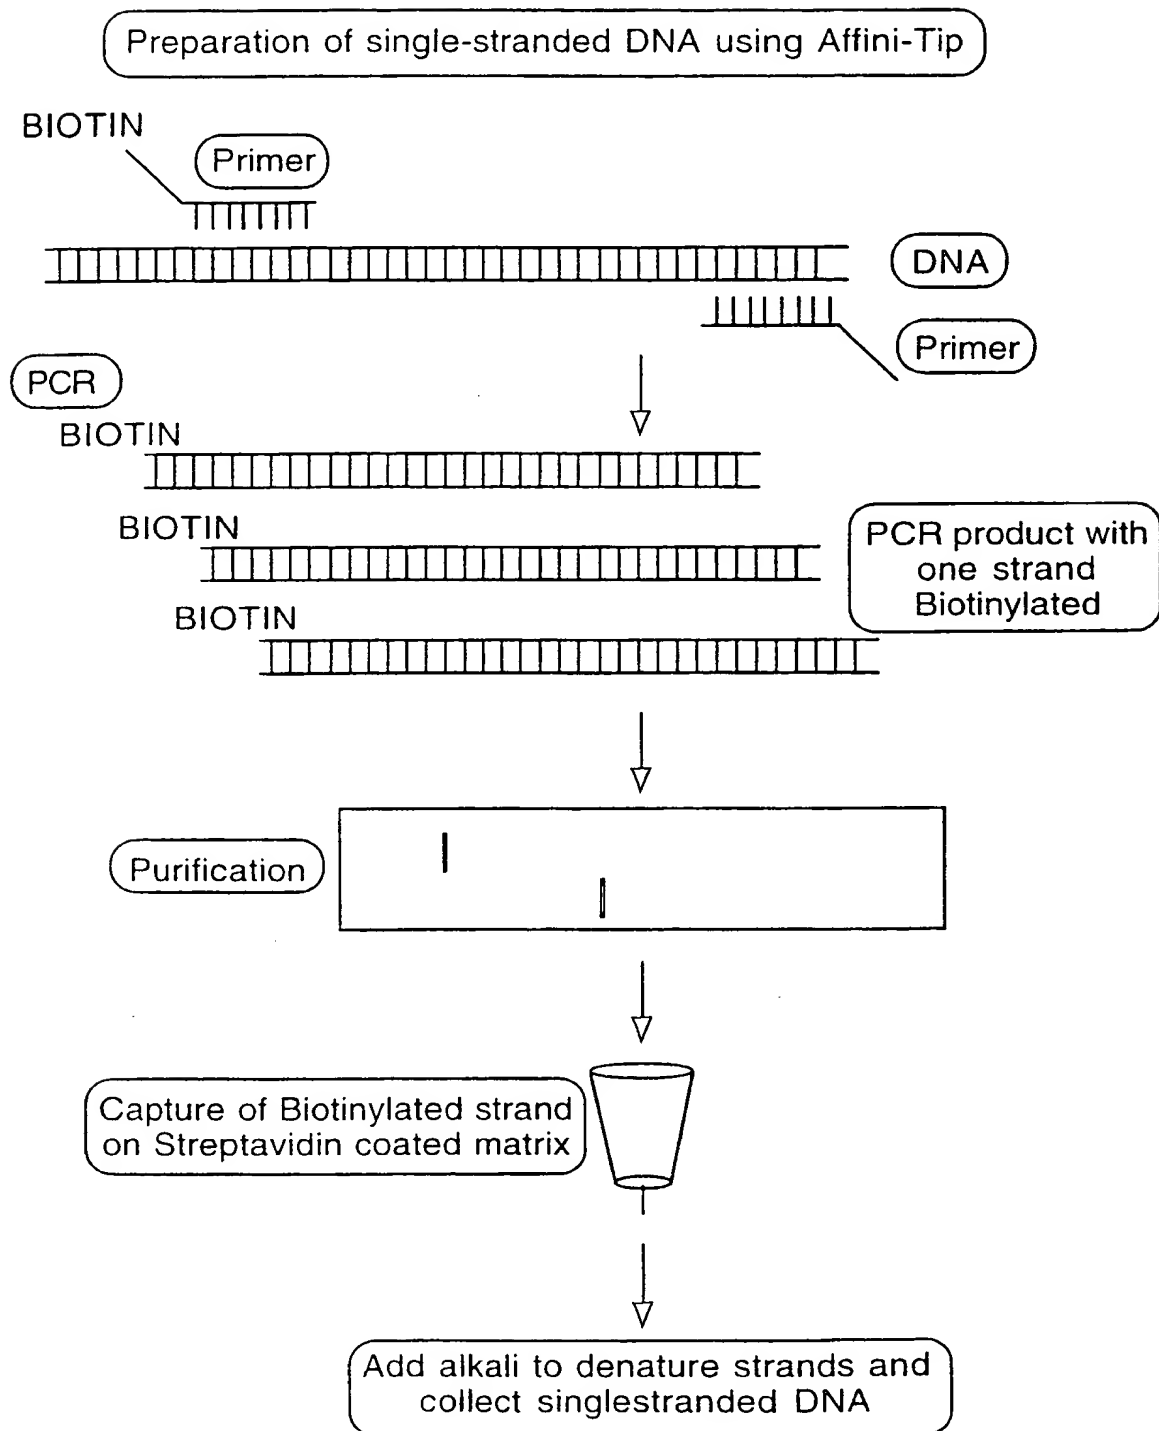 Preparation of single-stranded DNA using Affini-Tip
BIOTIN
Primer
DNA
Primer
PCR
BIOTIN
BIOTIN
PCR product with
one strand
Biotinylated
BIOTIN
Purification
Capture of Biotinylated strand
on Streptavidin coated matrix
Add alkali to denature strands and
collect singlestranded DNA